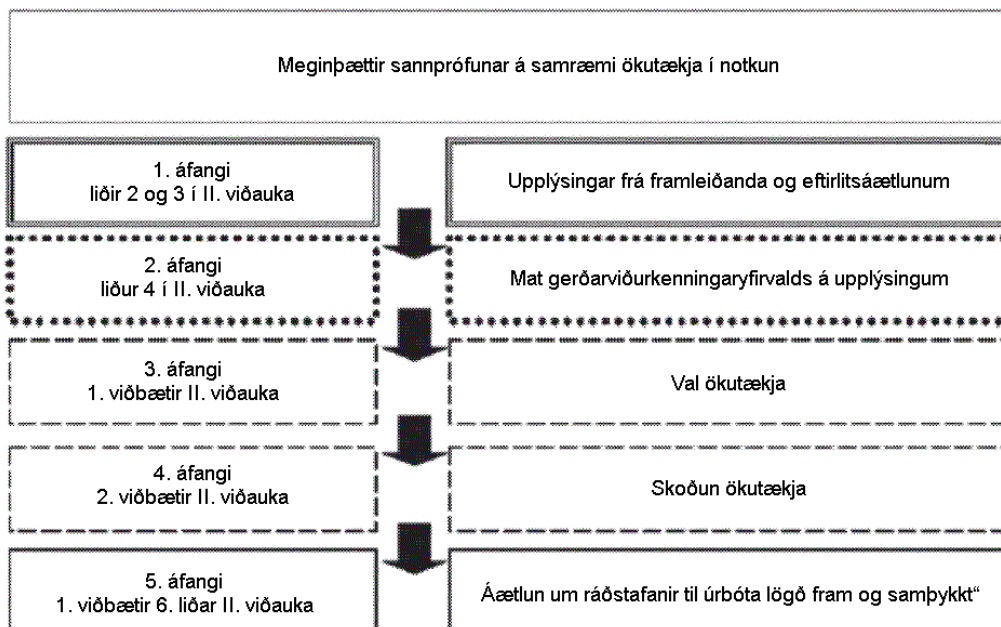 Meginþættir sannprófunar á samræmi ökutækja í notkun
1. áfangi
liðir 2 og 3 í II. viðauka
Upplýsingar frá framleiðanda og eftirlitsáætlunum
2. áfangi
liður 4 í II. viðauka
Mat gerðarviðurkenningaryfirvalds á upplýsingum
3. áfangi
1. viðbætir II. viðauka
Val ökutækja
4. áfangi
2. viðbætir II. viðauka
Skoðun ökutækja
5. áfangi
1. viðbætir 6. liðar II. viðauka
Áætlun um ráðstafanir til úrbóta lögð fram og samþykkt“